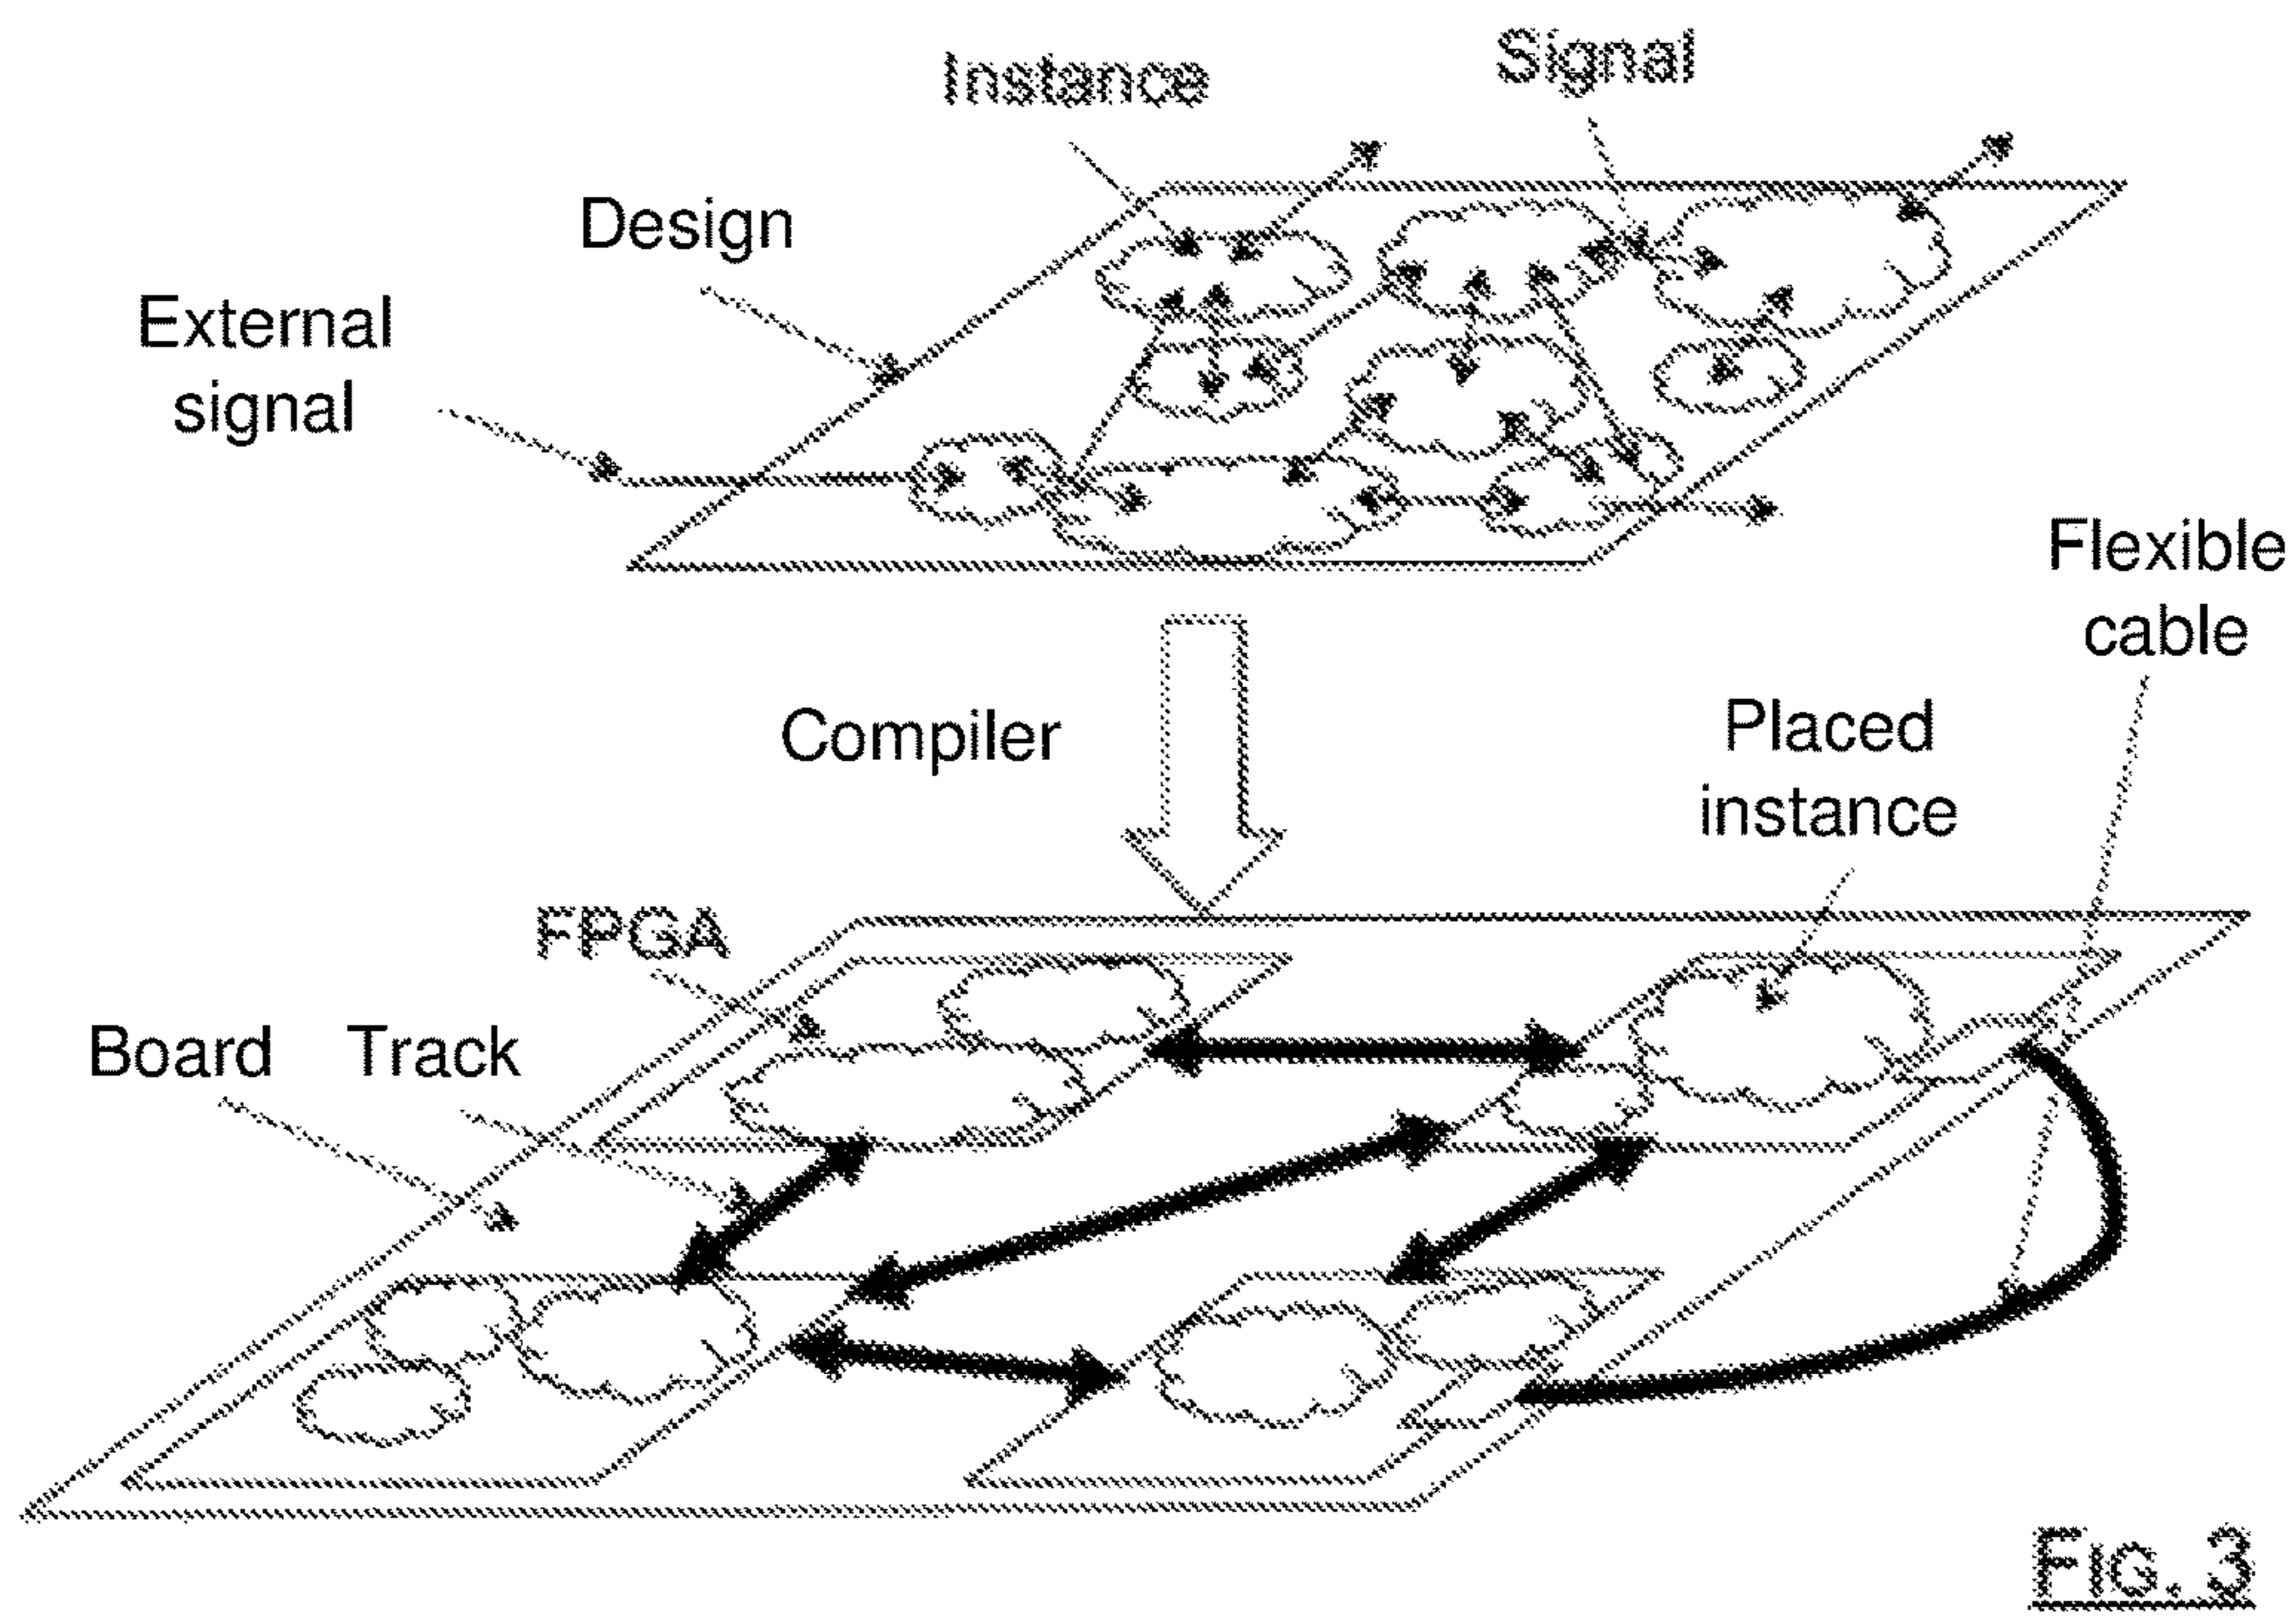 Instance
Signal
Design
External
signal
Flexible
cable
Compiler
Placed
instance
FPGA
Board
Track
FIG. 3